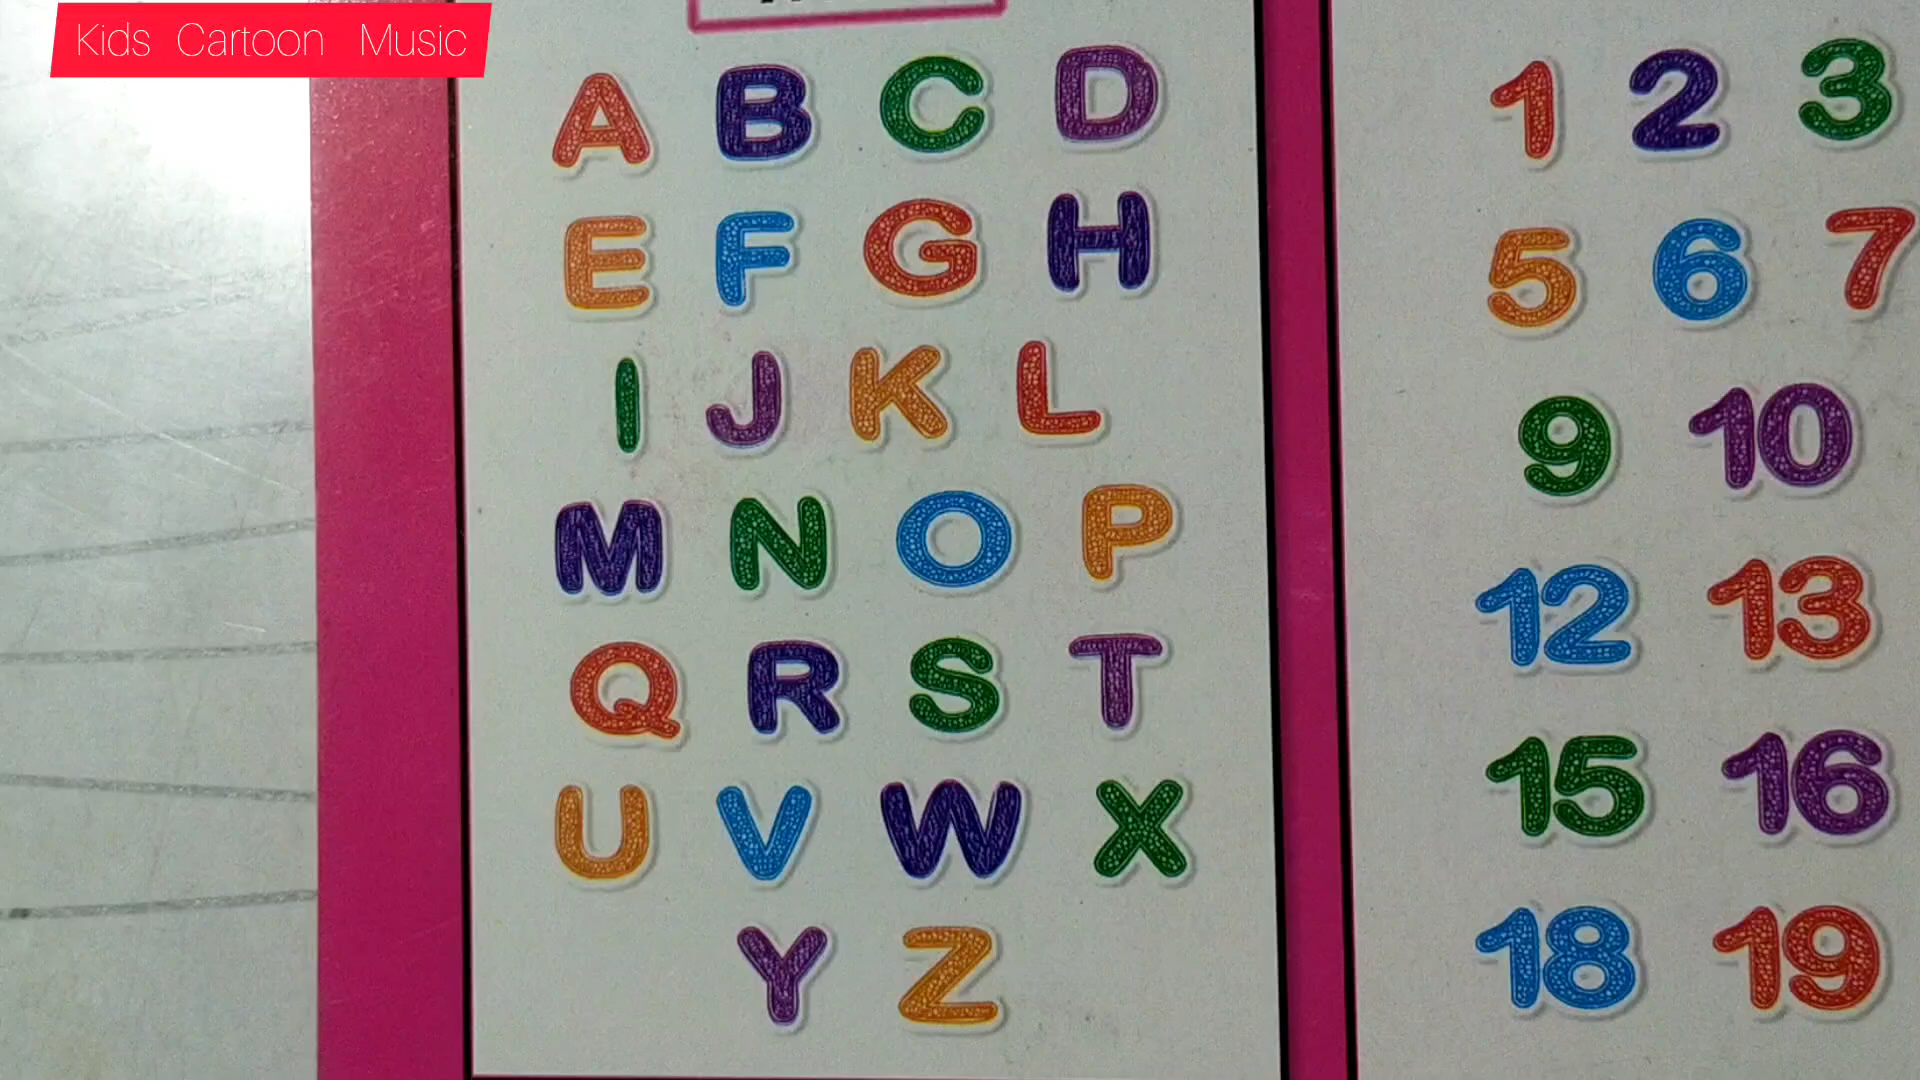 Kids Cartoon Music
A B C D
E F G H
I J K L
M N O P
Q R S T
U V W X
Y Z
1 2 3
5 6 7
9 10
12 13
15 16
18 19